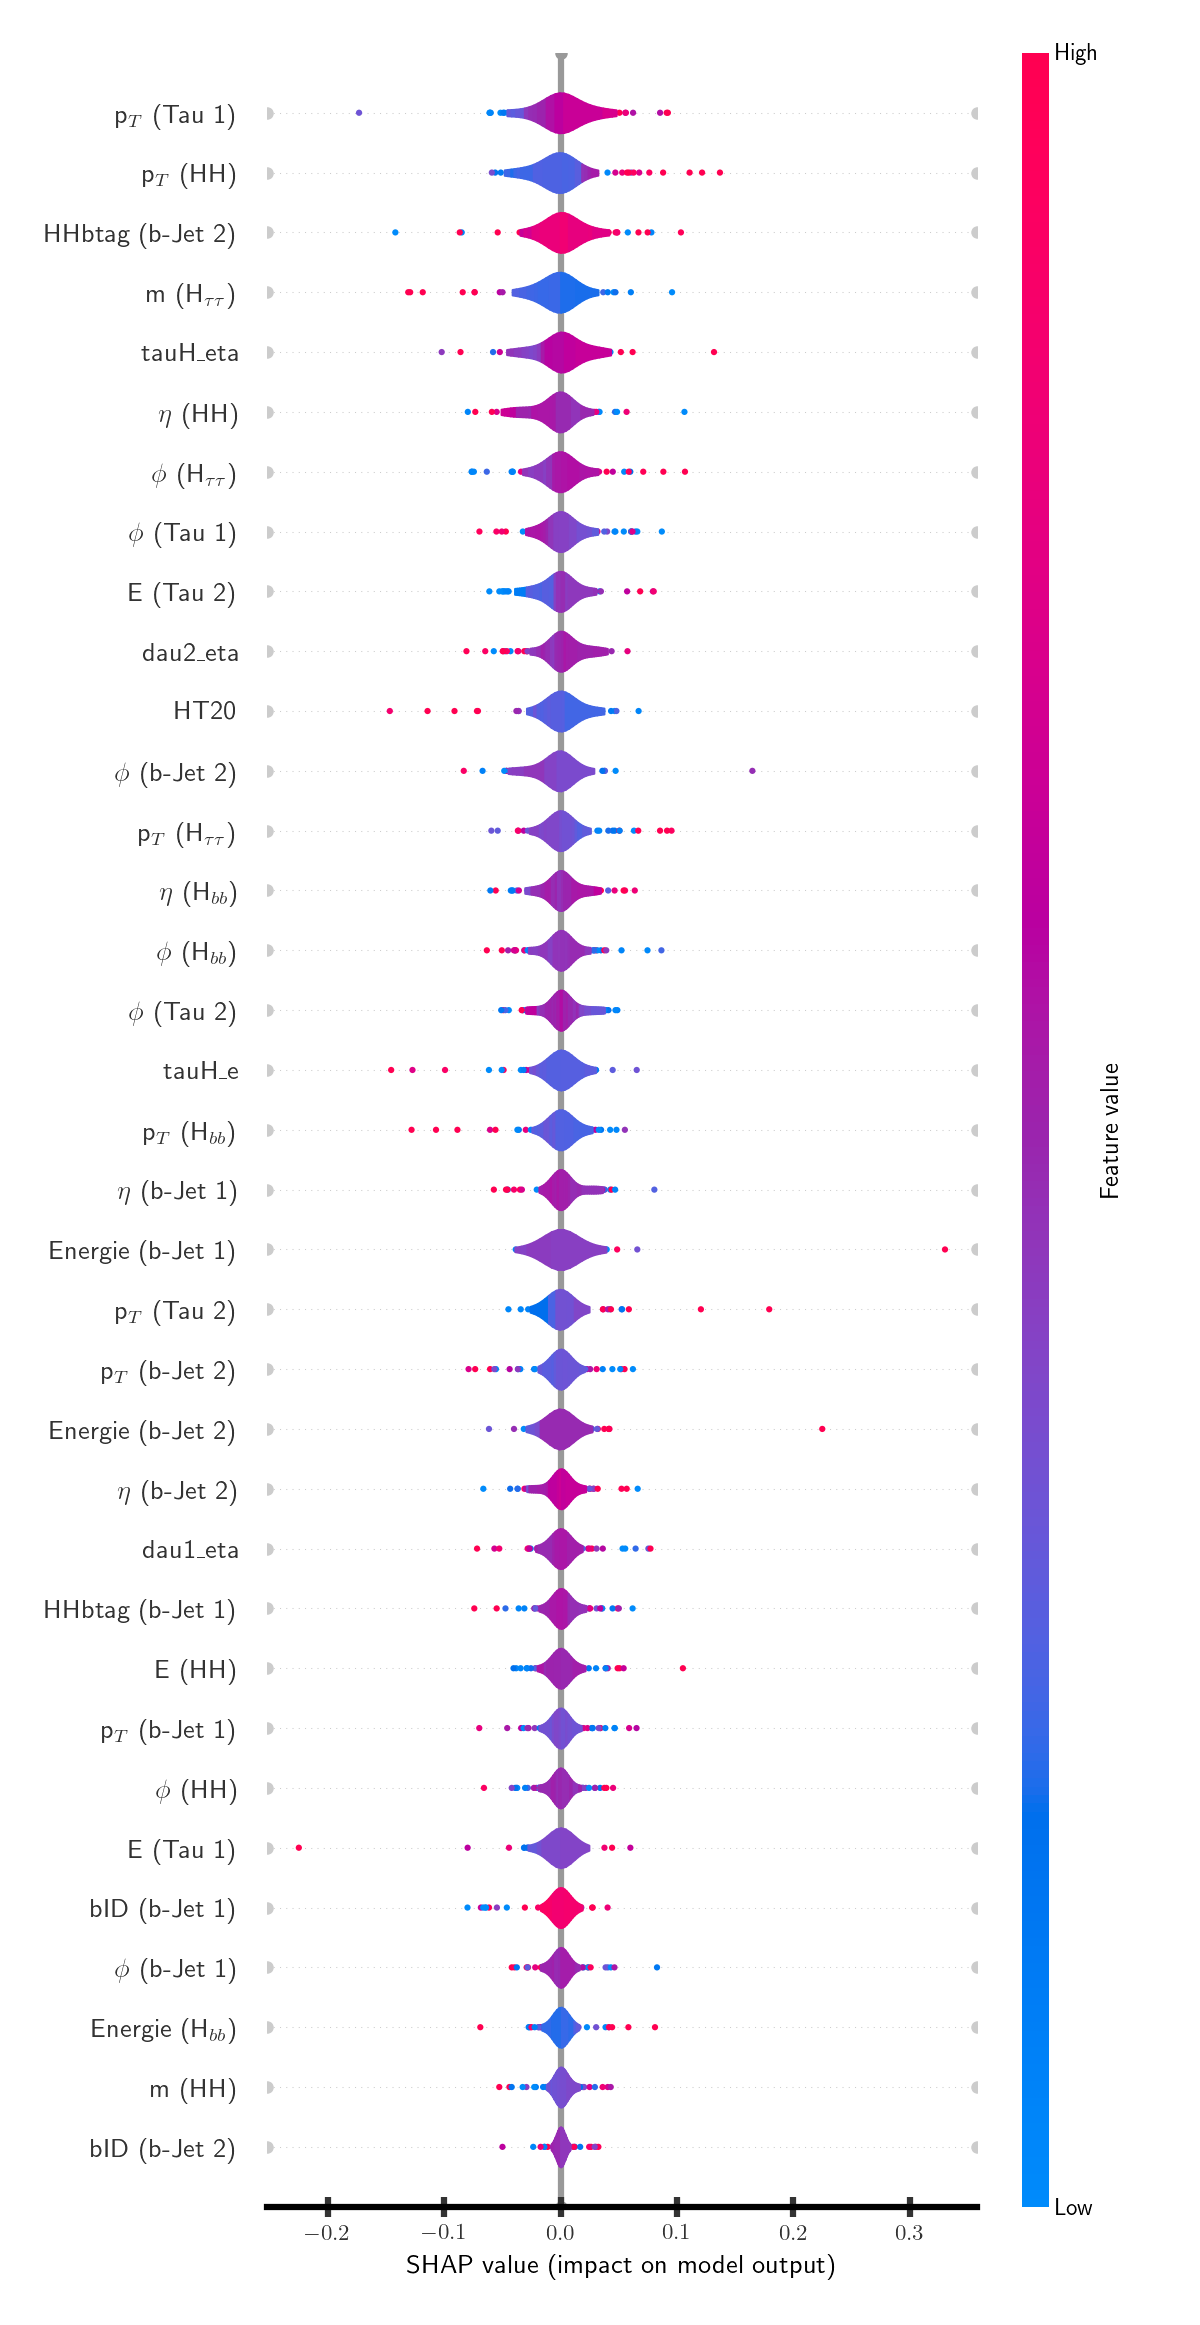 High
p_T (Tau 1)
p_T (HH)
HHbtag (b-Jet 2)
m (H_ττ)
tauH_eta
η (HH)
ϕ (H_ττ)
ϕ (Tau 1)
E (Tau 2)
dau2_eta
HT20
ϕ (b-Jet 2)
p_T (H_ττ)
η (H_bb)
ϕ (H_bb)
ϕ (Tau 2)
tauH_e
p_T (H_bb)
η (b-Jet 1)
Energie (b-Jet 1)
p_T (Tau 2)
p_T (b-Jet 2)
Energie (b-Jet 2)
η (b-Jet 2)
dau1_eta
HHbtag (b-Jet 1)
E (HH)
p_T (b-Jet 1)
ϕ (HH)
E (Tau 1)
bID (b-Jet 1)
ϕ (b-Jet 1)
Energie (H_bb)
m (HH)
bID (b-Jet 2)
Feature value
Low
−0.2 −0.1 0.0 0.1 0.2 0.3
SHAP value (impact on model output)